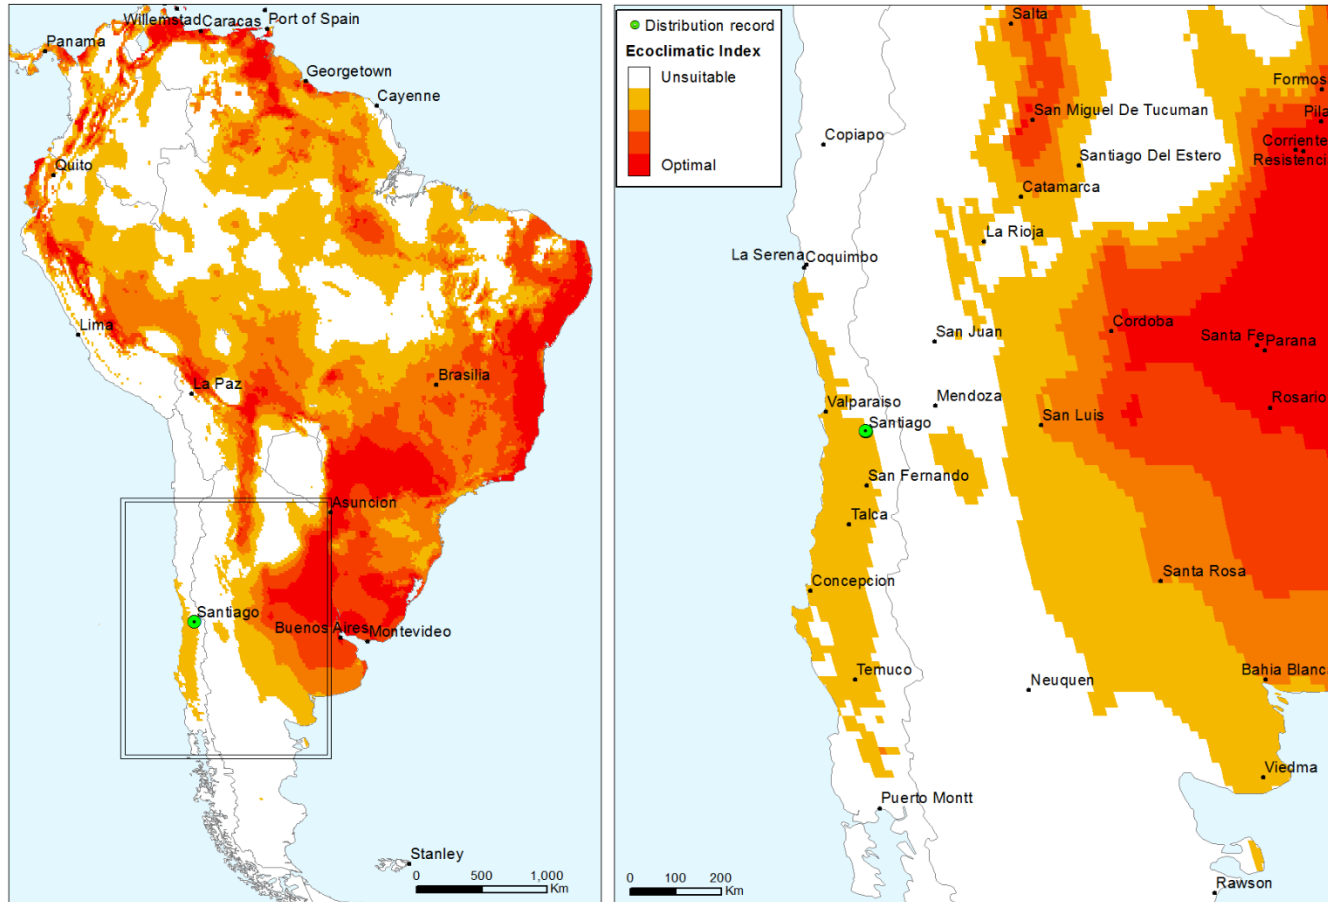 Willemstad
Caracas
Port of Spain
Panama
Georgetown
Cayenne
Quito
Lima
La Paz
Brasilia
Asuncion
Santiago
Buenos Aires
Montevideo
Stanley
0 500 1,000
Km
Distribution record
Ecoclimatic Index
Unsuitable
Optimal
Salta
Formos
San Miguel De Tucuman
Pila
Copiapo
Corriente
Santiago Del Estero
Resistenci
Catamarca
La Rioja
La Serena
Coquimbo
San Juan
Cordoba
Santa Fe
Parana
Valparaiso
Mendoza
Rosario
Santiago
San Luis
San Fernando
Talca
Concepcion
Santa Rosa
Temuco
Neuquen
Bahia Blanc
Viedma
Puerto Montt
0 100 200
Km
Rawson